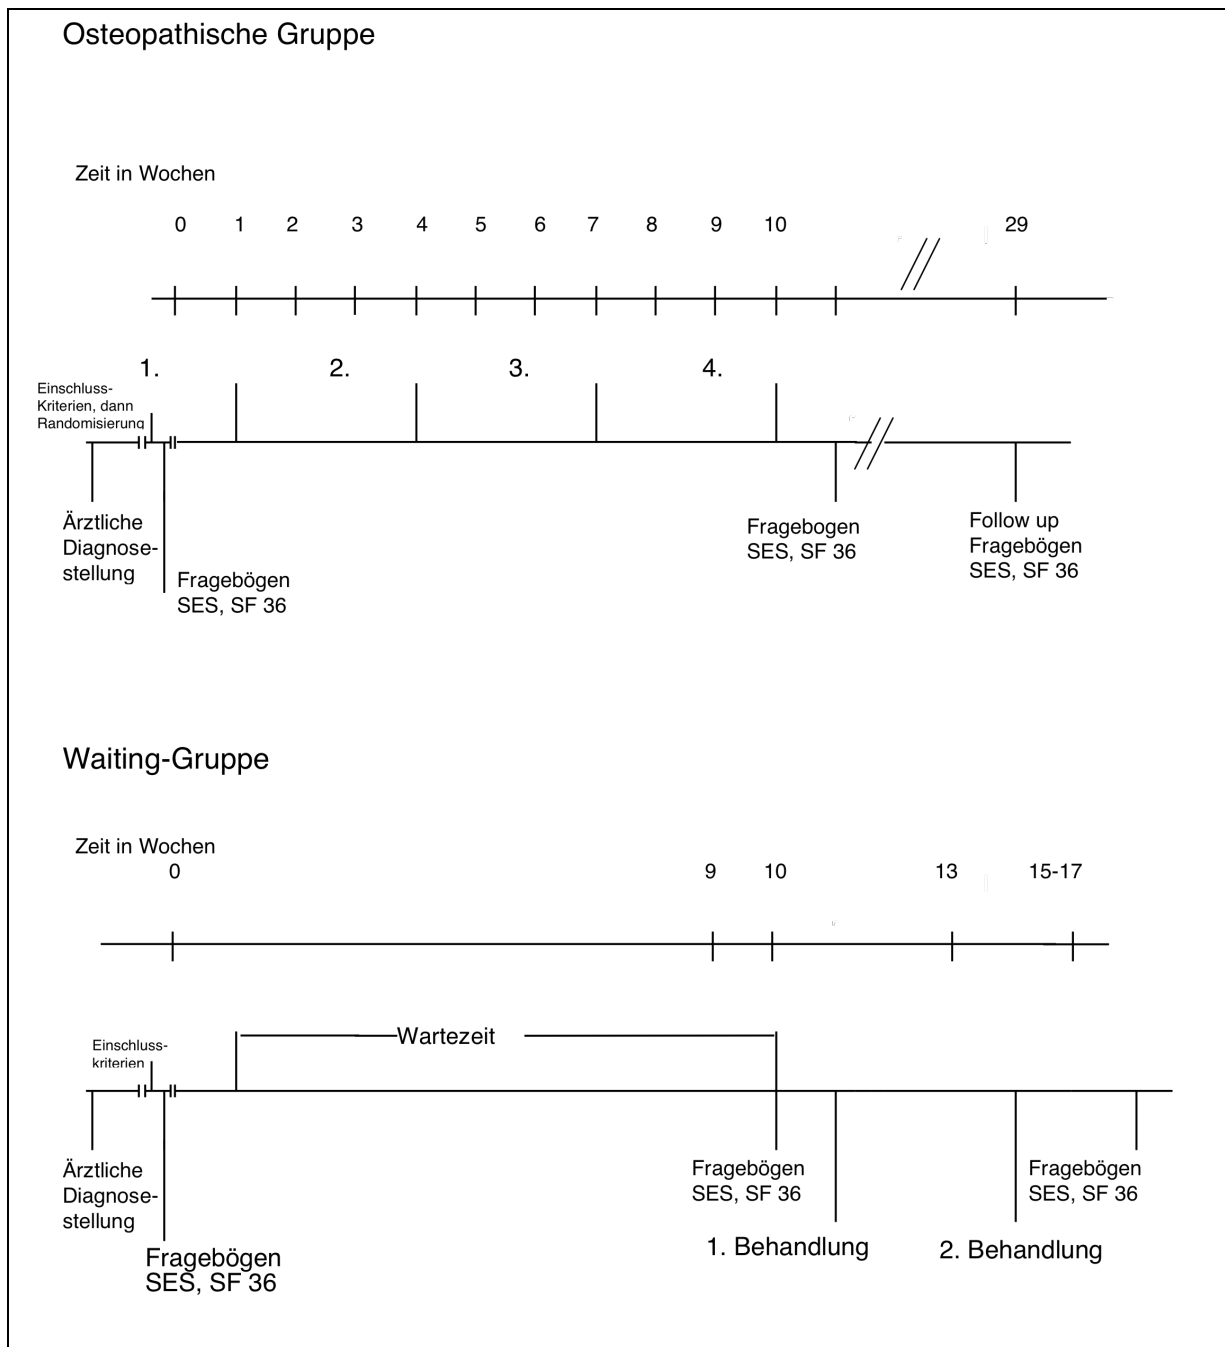 Osteopathische Gruppe
Zeit in Wochen
0 1 2 3 4 5 6 7 8 9 10 29
1. 2. 3. 4.
Einschluss-
Kriterien, dann
Randomisierung
Ärztliche
Diagnose-
stellung
Fragebögen
SES, SF 36
Fragebogen
SES, SF 36
Follow up
Fragebögen
SES, SF 36
Waiting-Gruppe
Zeit in Wochen
0 9 10 13 15-17
Wartezeit
Einschluss-
kriterien
Ärztliche
Diagnose-
stellung
Fragebögen
SES, SF 36
Fragebögen
SES, SF 36
1. Behandlung
2. Behandlung
Fragebögen
SES, SF 36